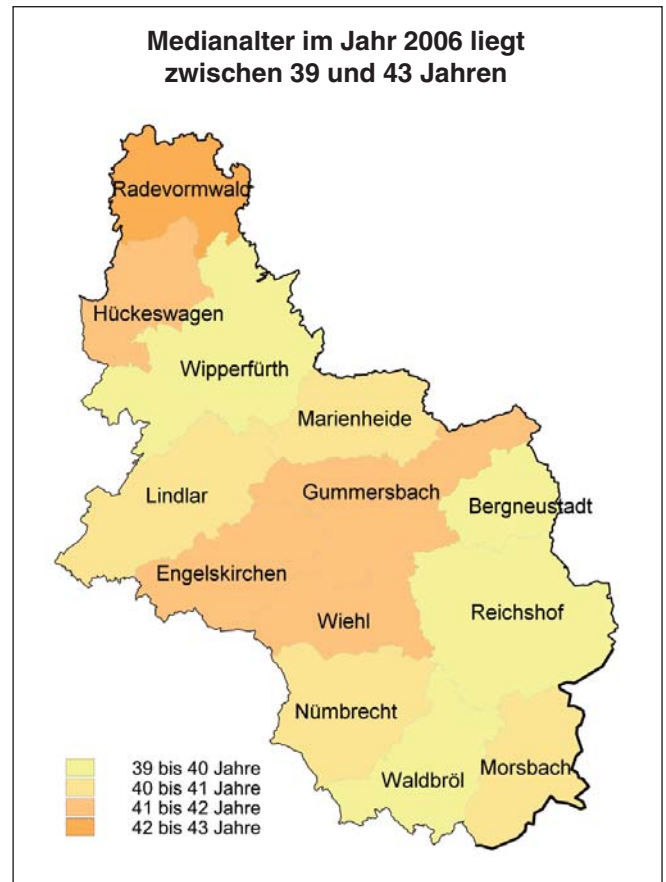 Medianalter im Jahr 2006 liegt
zwischen 39 und 43 Jahren
Radevormwald
Hückeswagen
Wipperfürth
Marienheide
Lindlar
Gummersbach
Bergneustadt
Engelskirchen
Wiehl
Reichshof
Nümbrecht
Waldbröl
Morsbach
39 bis 40 Jahre
40 bis 41 Jahre
41 bis 42 Jahre
42 bis 43 Jahre